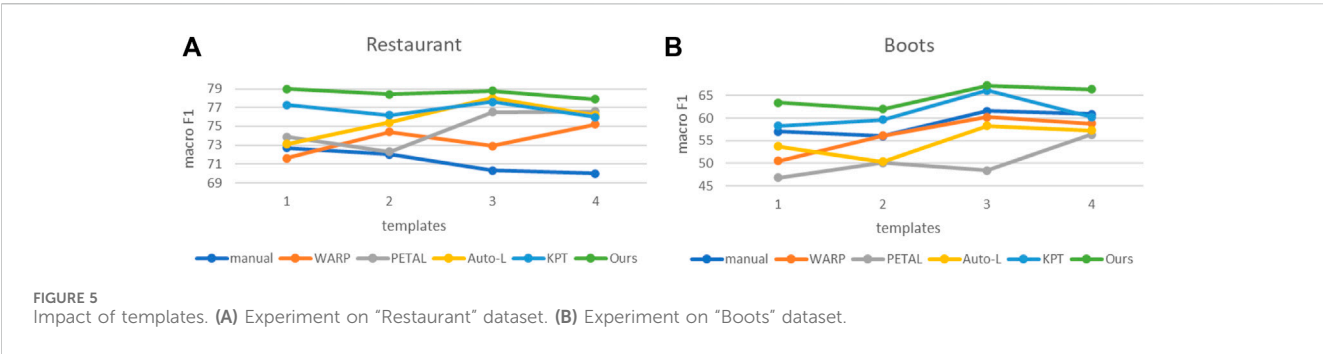 A
Restaurant
macro F1
79
77
75
73
71
69
1 2 3 4
templates
manual WARP PETAL Auto-L KPT Ours
B
Boots
macro F1
65
60
55
50
45
1 2 3 4
templates
manual WARP PETAL Auto-L KPT Ours
FIGURE 5
Impact of templates. (A) Experiment on “Restaurant” dataset. (B) Experiment on “Boots” dataset.